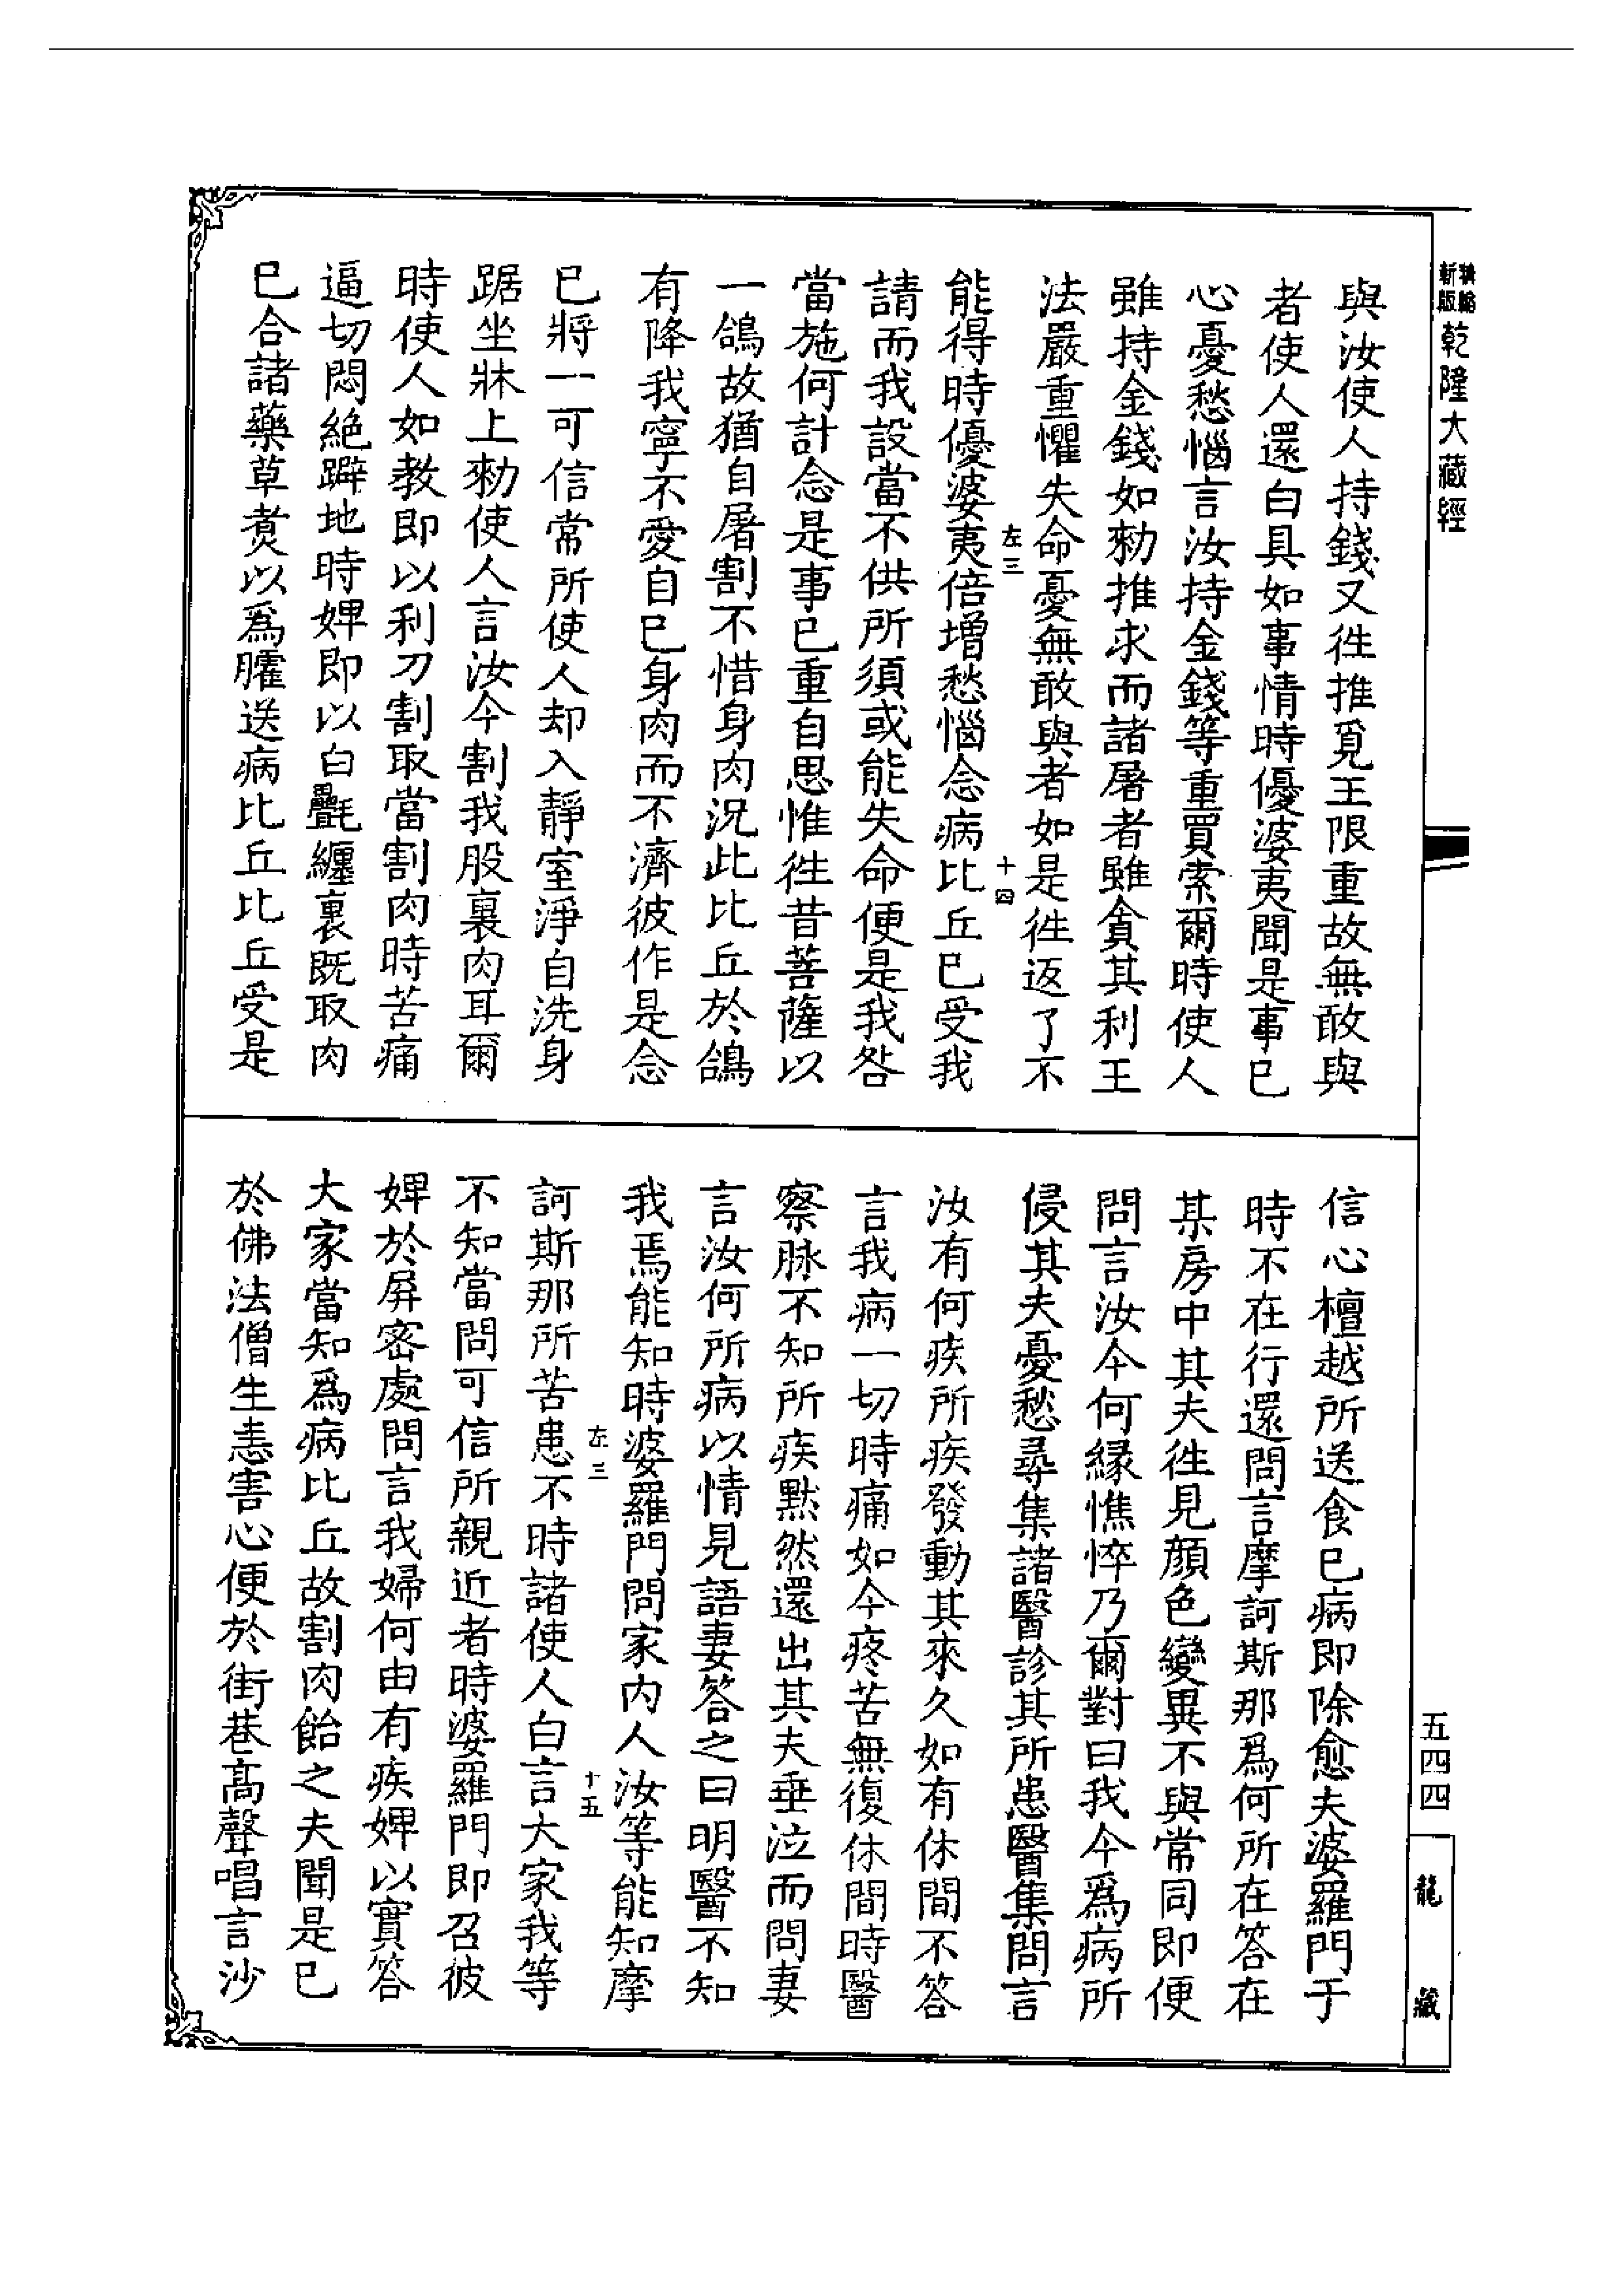 精編新版乾隆大藏經
與汝使人持錢又徃推覓王限重故無敢與
者使人還白具如事情時優婆夷聞是事巳
心憂愁惱言汝持金錢等重買索爾時使人
雖持金錢如勑推求而諸屠者雖貪其利王
法嚴重懼失命憂無敢與者如是徃返了不
左三
十四
能得時優婆夷倍增愁惱念病比丘巳受我
請而我設當不供所須或能失命便是我咎
當施何計念是事巳重自思惟徃昔菩薩以
一鴿故猶自屠割不惜身肉況此比丘於鴿
有降我寧不愛自巳身肉而不濟彼作是念
巳將一可信常所使人却入靜室淨自洗身
踞坐牀上勑使人言汝今割我股裏肉耳爾
時使人如教即以利刀割取當割肉時苦痛
逼切悶絕躃地時婢即以白㲲纏裹既取肉
巳合諸藥草煑以爲臛送病比丘比丘受是
信心檀越所送食巳病即除愈夫婆羅門于
時不在行還問言摩訶斯那爲何所在答在
某房中其夫徃見顔色變異不與常同即便
問言汝今何緣憔悴乃爾對曰我今爲病所
侵其夫憂愁尋集諸醫診其所患醫集問言
汝有何疾所疾發動其來久如有休間不答
言我病一切時痛如今疼苦無復休間時醫
察脉不知所疾默然還出其夫垂泣而問妻
言汝何所病以情見語妻答之曰明醫不知
我焉能知時婆羅門問家内人汝等能知摩
左三
十五
訶斯那所苦患不時諸使人白言大家我等
不知當問可信所親近者時婆羅門即召彼
婢於屏密處問言我婦何由有疾婢以實答
大家當知爲病比丘故割肉飴之夫聞是巳
於佛法僧生恚害心便於街巷高聲唱言沙
五四四
龍藏